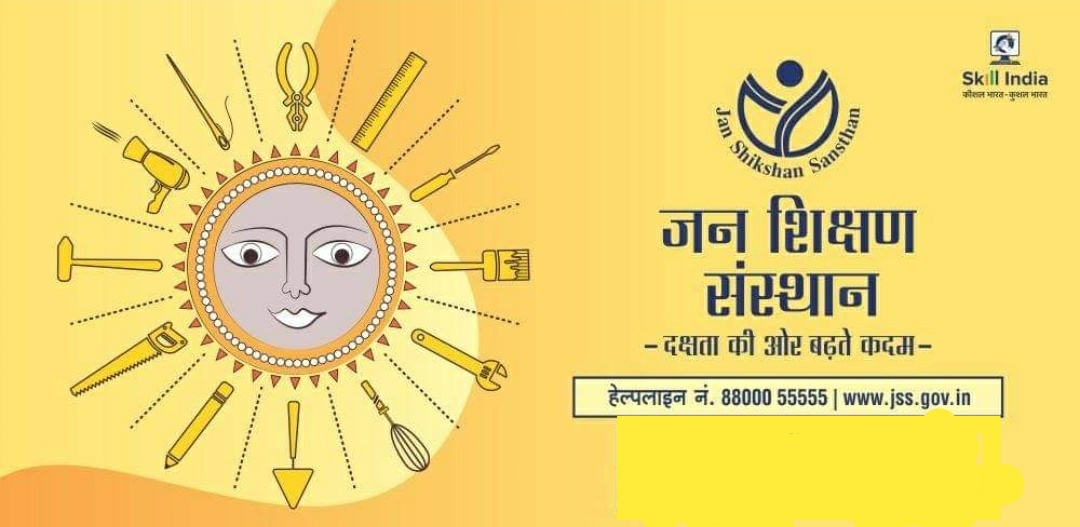 Skill India
कौशल भारत - कुशल भारत
Jan Shikshan Sansthan
जन शिक्षण
संस्थान
– दक्षता की ओर बढ़ते कदम –
हेल्पलाइन नं. 88000 55555 | www.jss.gov.in